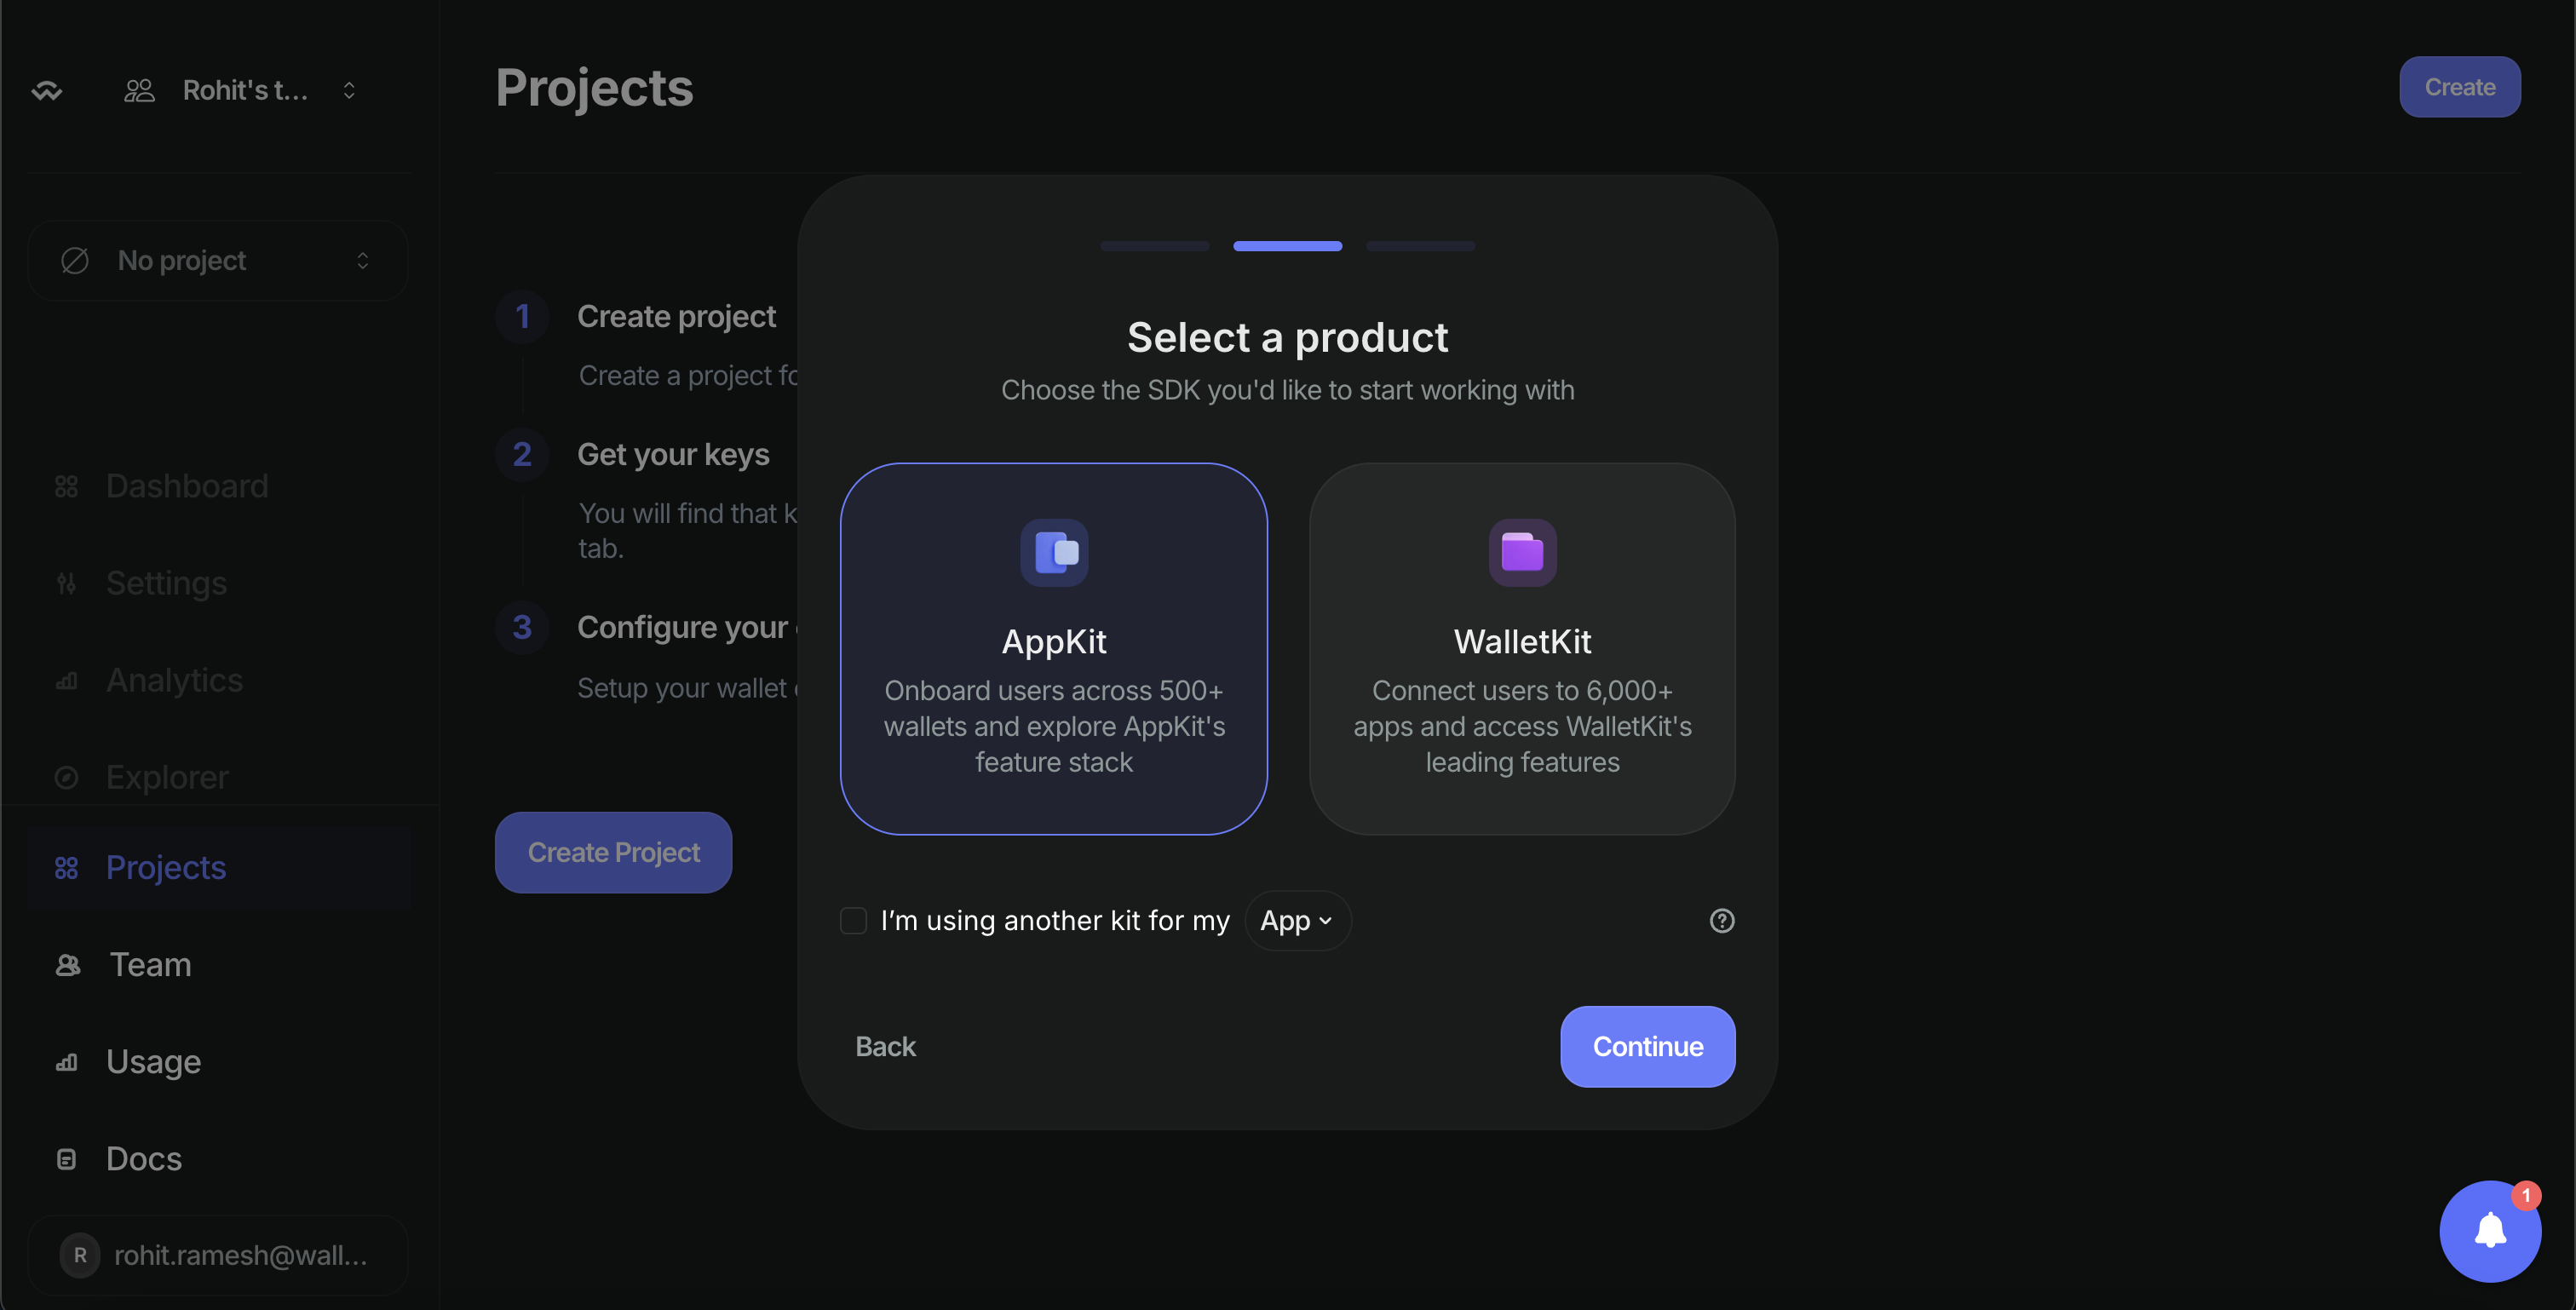 Rohit's t...
Projects
Create
No project
Dashboard
Settings
Analytics
Explorer
Projects
Team
Usage
Docs
R
rohit.ramesh@wall...
1
Create project
Create a project
2
Get your keys
You will find that
tab.
3
Configure your
Setup your wallet
Create Project
Select a product
Choose the SDK you'd like to start working with
AppKit
Onboard users across 500+
wallets and explore AppKit's
feature stack
WalletKit
Connect users to 6,000+
apps and access WalletKit's
leading features
I’m using another kit for my App
Back
Continue
1